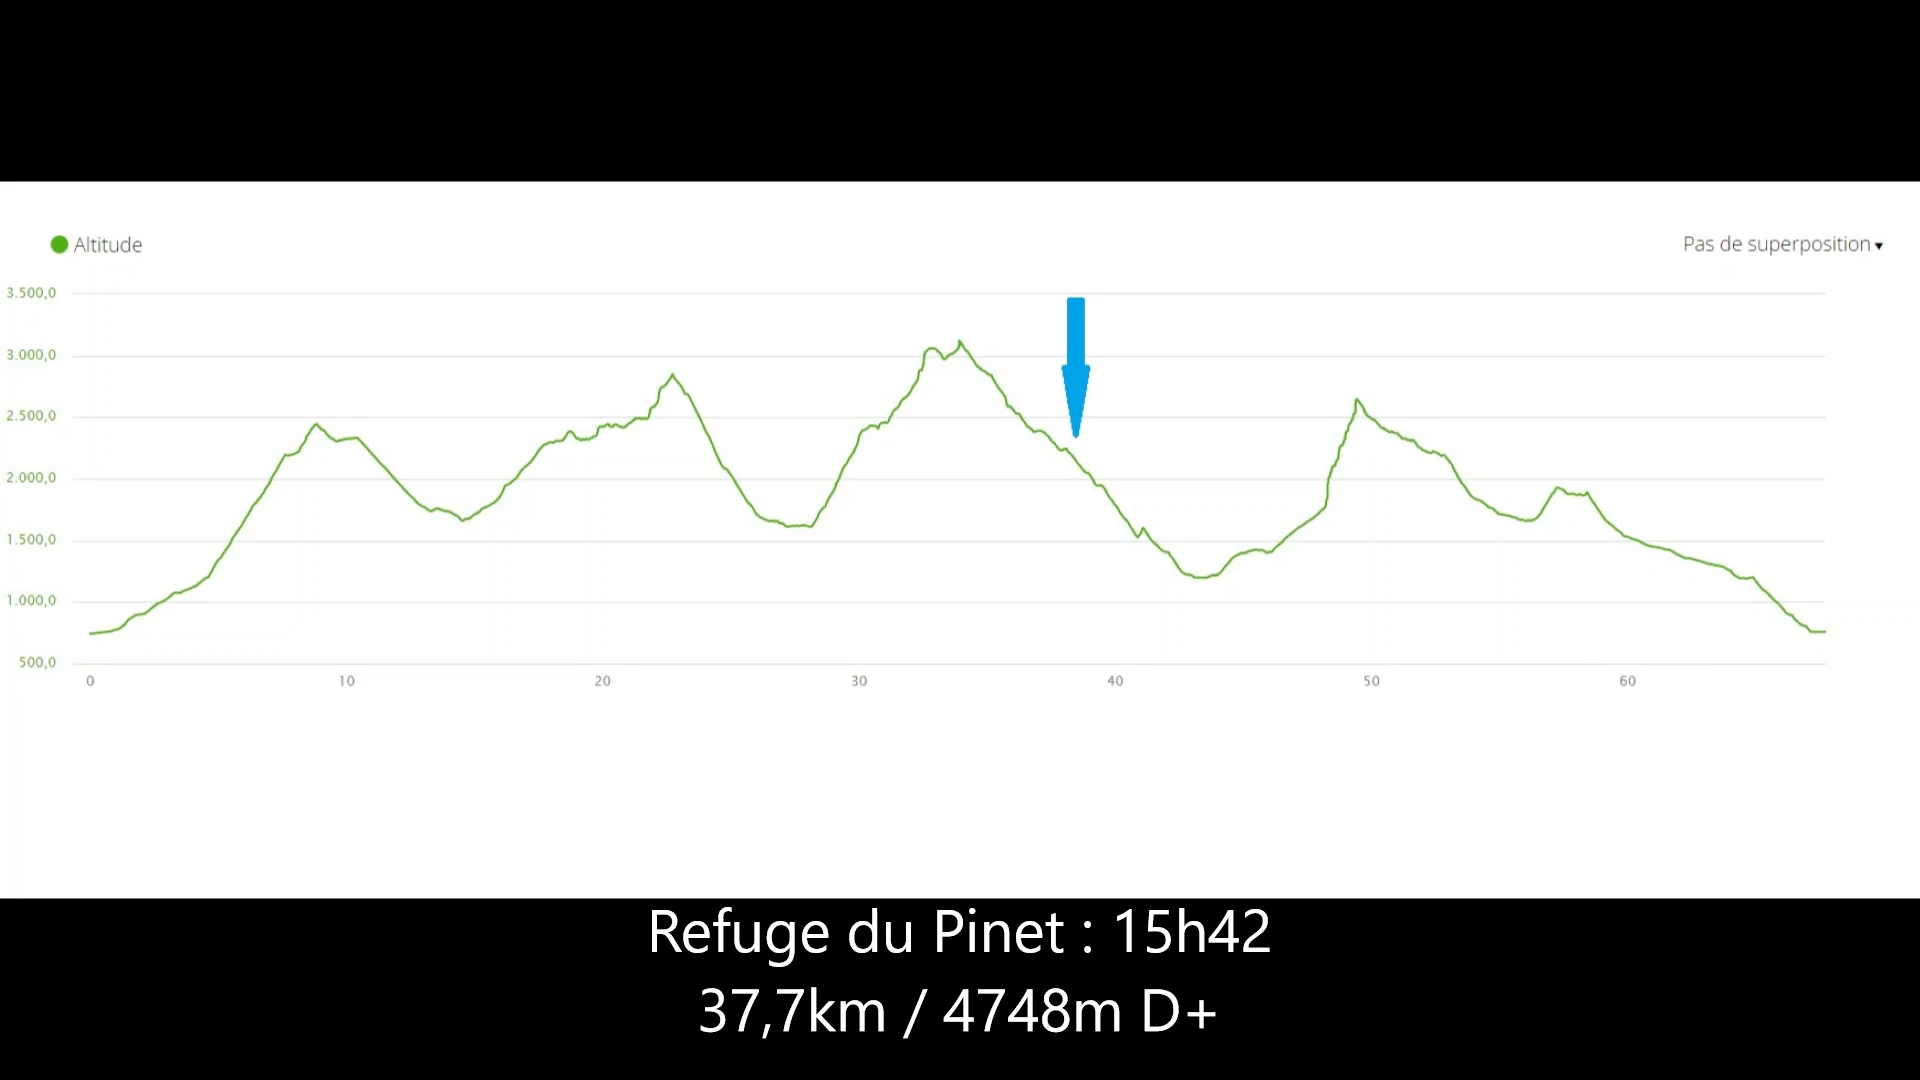 Altitude
Pas de superposition ▾
3.500,0
3.000,0
2.500,0
2.000,0
1.500,0
1.000,0
500,0
0 10 20 30 40 50 60
Refuge du Pinet : 15h42
37,7km / 4748m D+